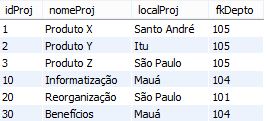 idProj nomeProj localProj fkDepto
1 Produto X Santo André 105
2 Produto Y Itu 105
3 Produto Z São Paulo 105
10 Informatização Mauá 104
20 Reorganização São Paulo 101
30 Benefícios Mauá 104